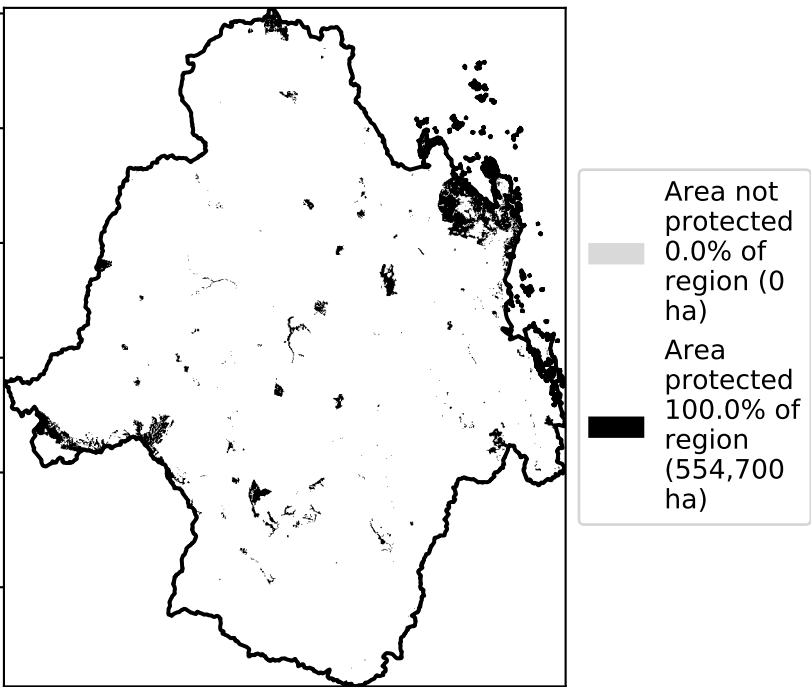 Area not
protected
0.0% of
region (0
ha)
Area
protected
100.0% of
region
(554,700
ha)